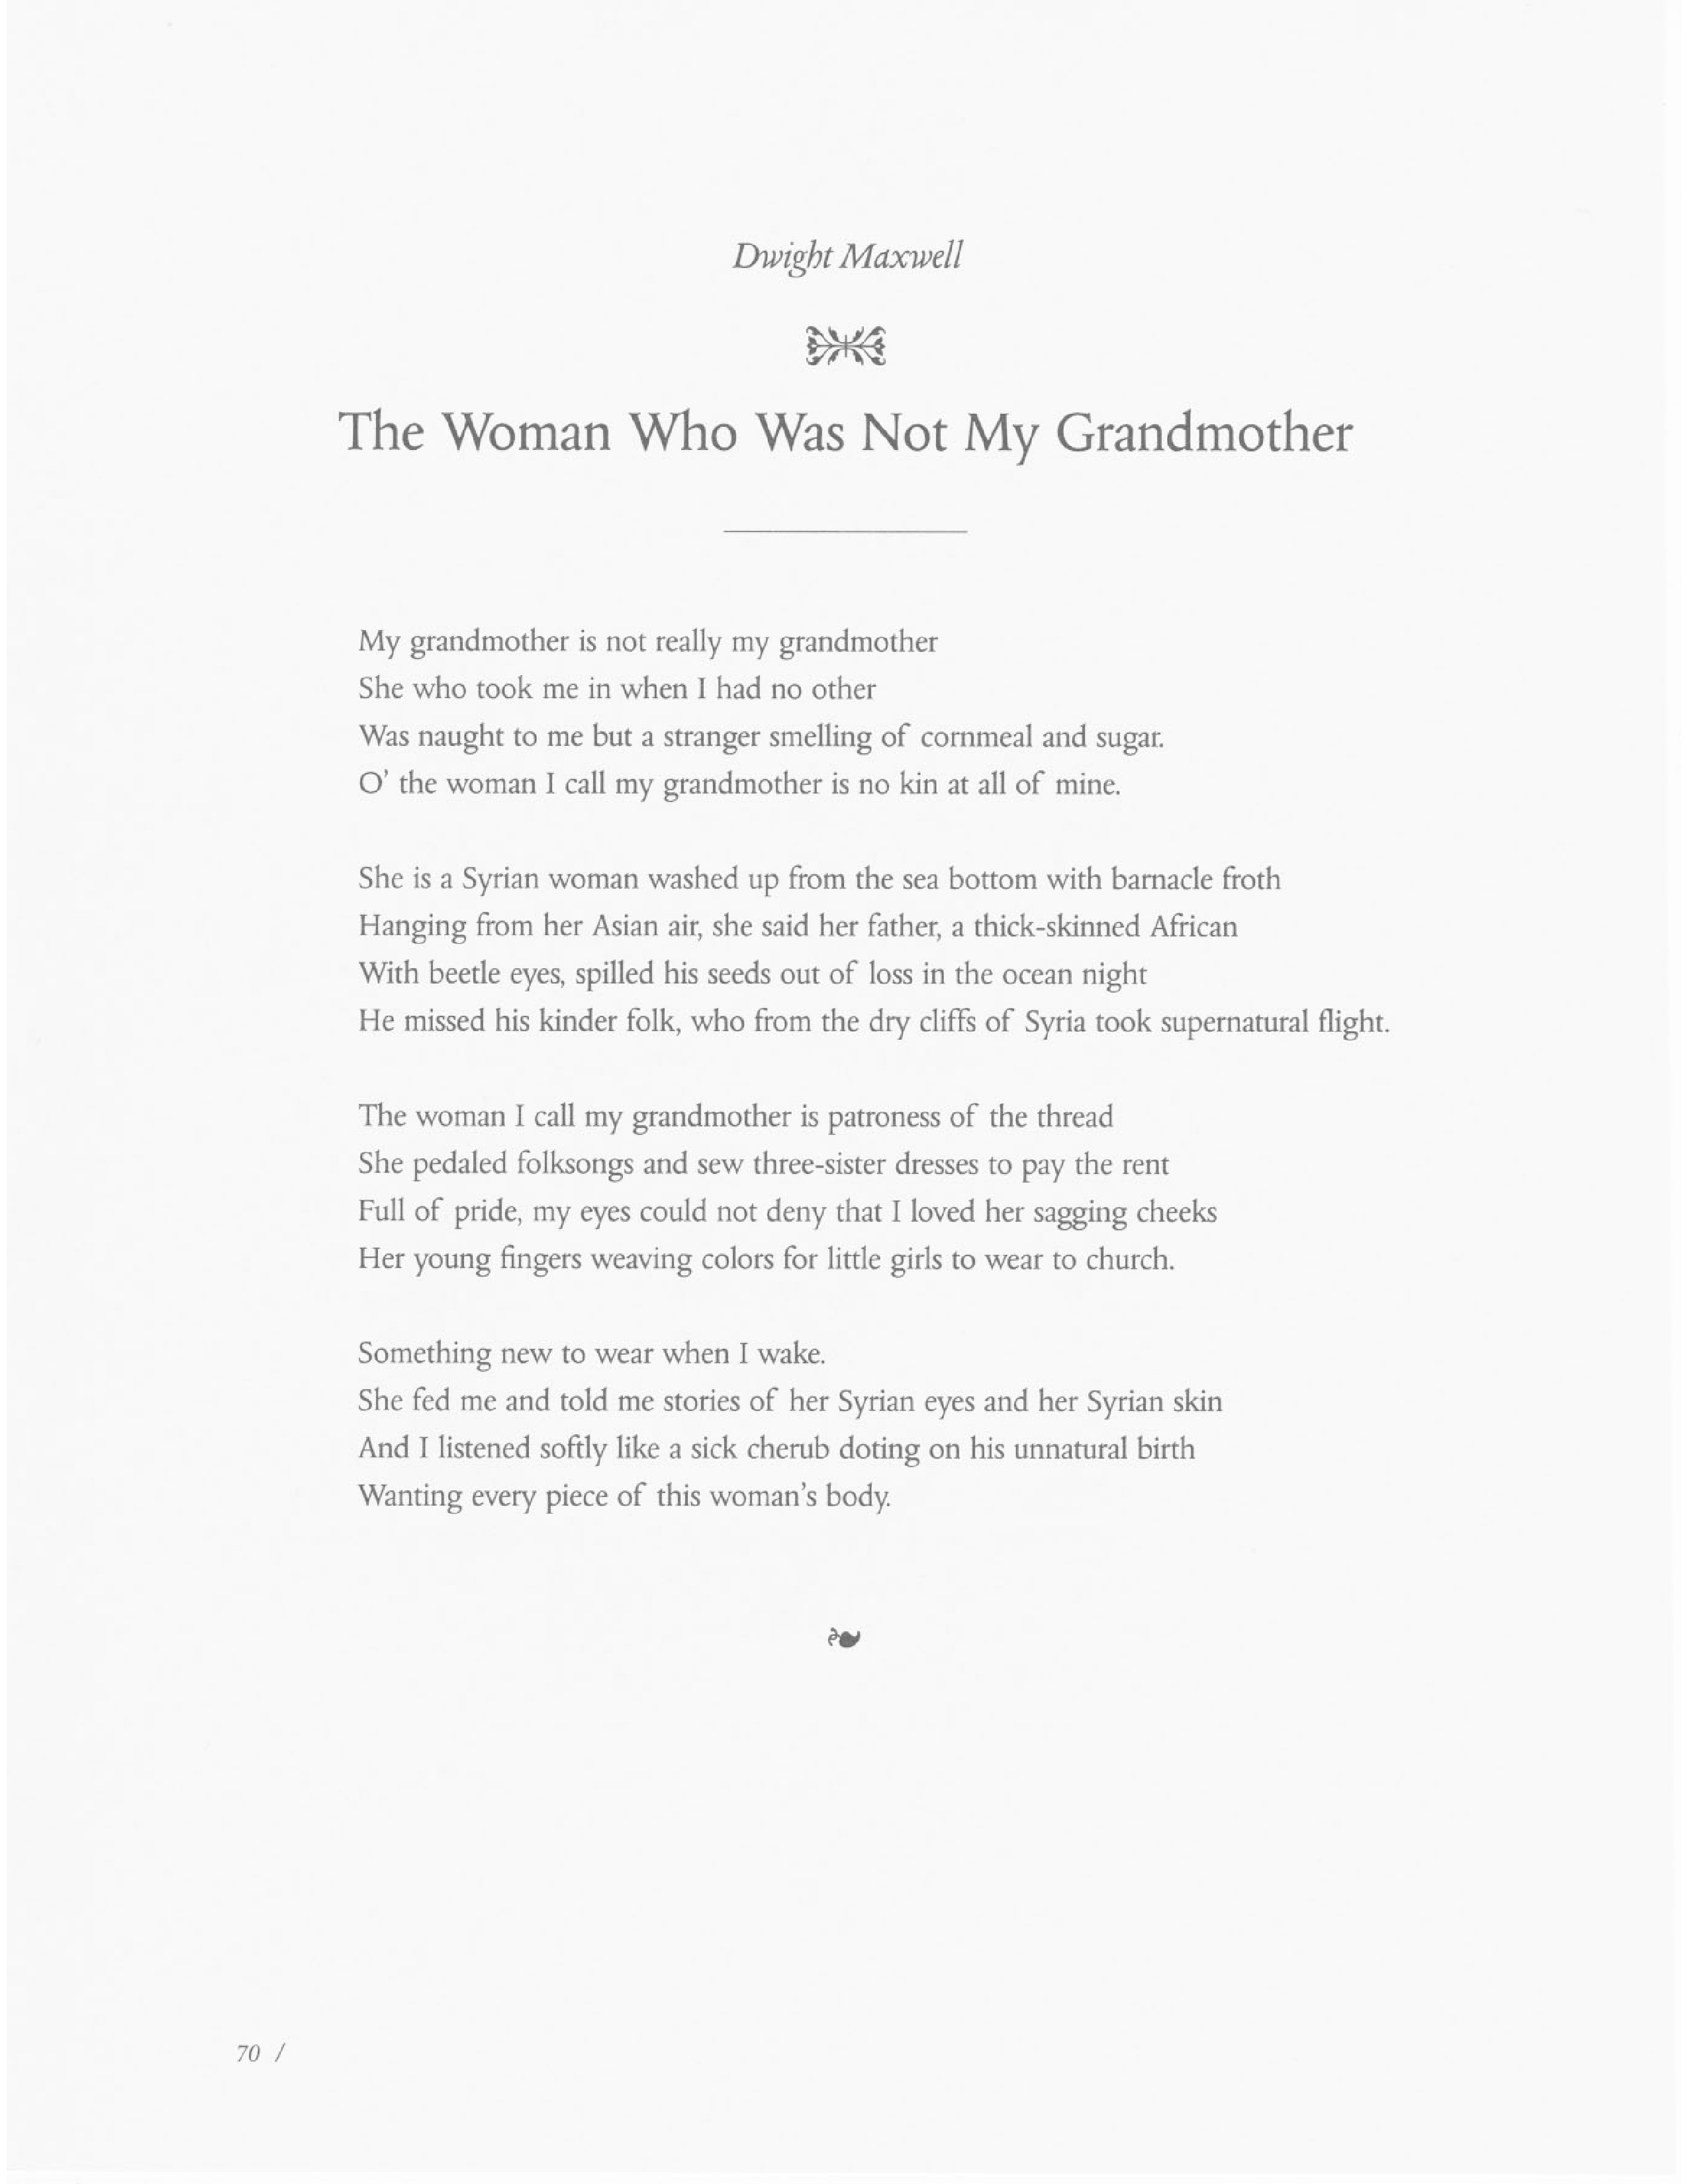 Dwight Maxwell
The Woman Who Was Not My Grandmother
My grandmother is not really my grandmother
She who took me in when I had no other
Was naught to me but a stranger smelling of cornmeal and sugar.
O' the woman I call my grandmother is no kin at all of mine.
She is a Syrian woman washed up from the sea bottom with barnacle froth
Hanging from her Asian air, she said her father, a thick-skinned African
With beetle eyes, spilled his seeds out of loss in the ocean night
He missed his kinder folk, who from the dry cliffs of Syria took supernatural flight.
The woman I call my grandmother is patroness of the thread
She pedaled folksongs and sew three-sister dresses to pay the rent
Full of pride, my eyes could not deny that I loved her sagging cheeks
Her young fingers weaving colors for little girls to wear to church.
Something new to wear when I wake.
She fed me and told me stories of her Syrian eyes and her Syrian skin
And I listened softly like a sick cherub doting on his unnatural birth
Wanting every piece of this woman's body.
70 /